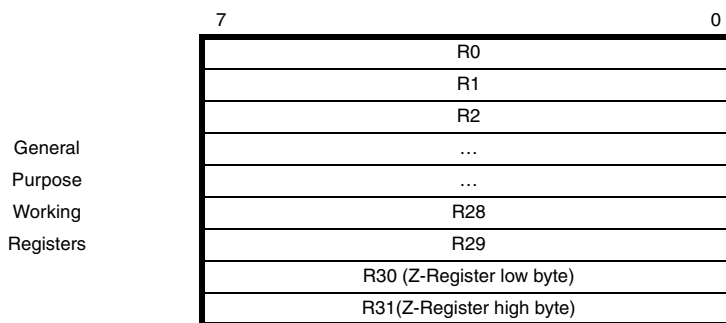 7 0
R0
R1
R2
General …
Purpose …
Working R28
Registers R29
R30 (Z-Register low byte)
R31(Z-Register high byte)